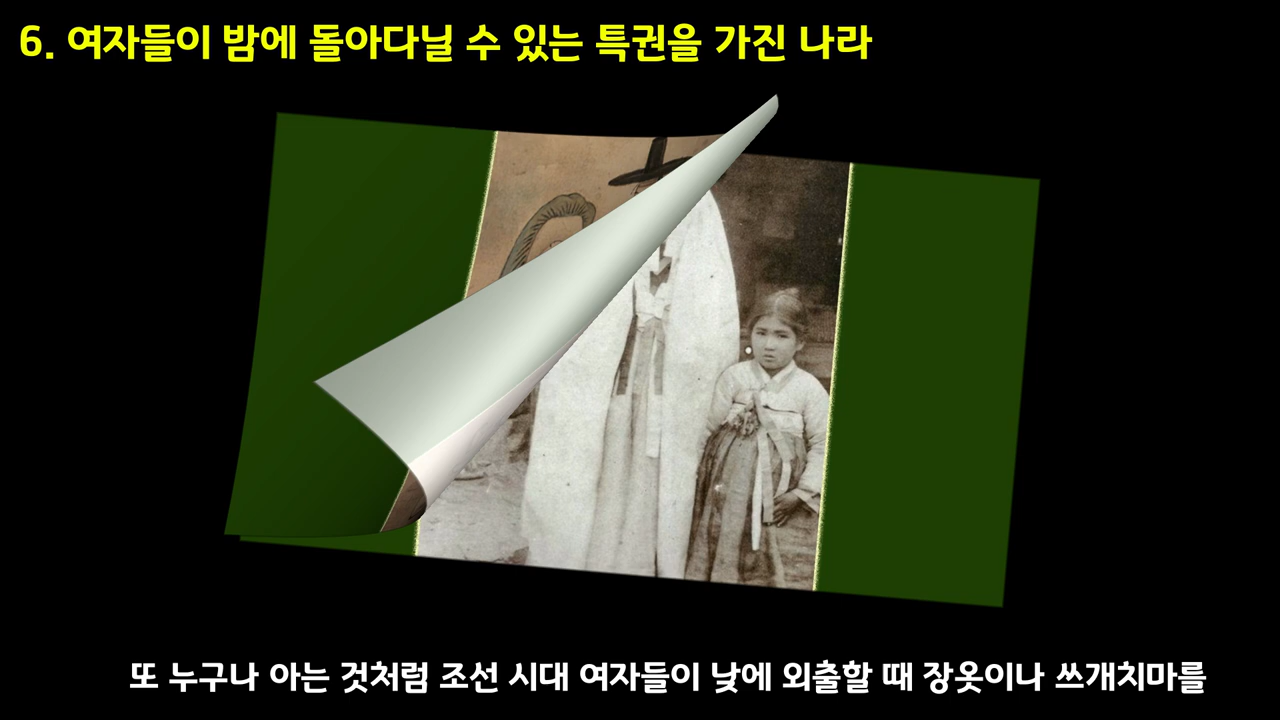 6. 여자들이 밤에 돌아다닐 수 있는 특권을 가진 나라
또 누구나 아는 것처럼 조선 시대 여자들이 낮에 외출할 때 장옷이나 쓰개치마를